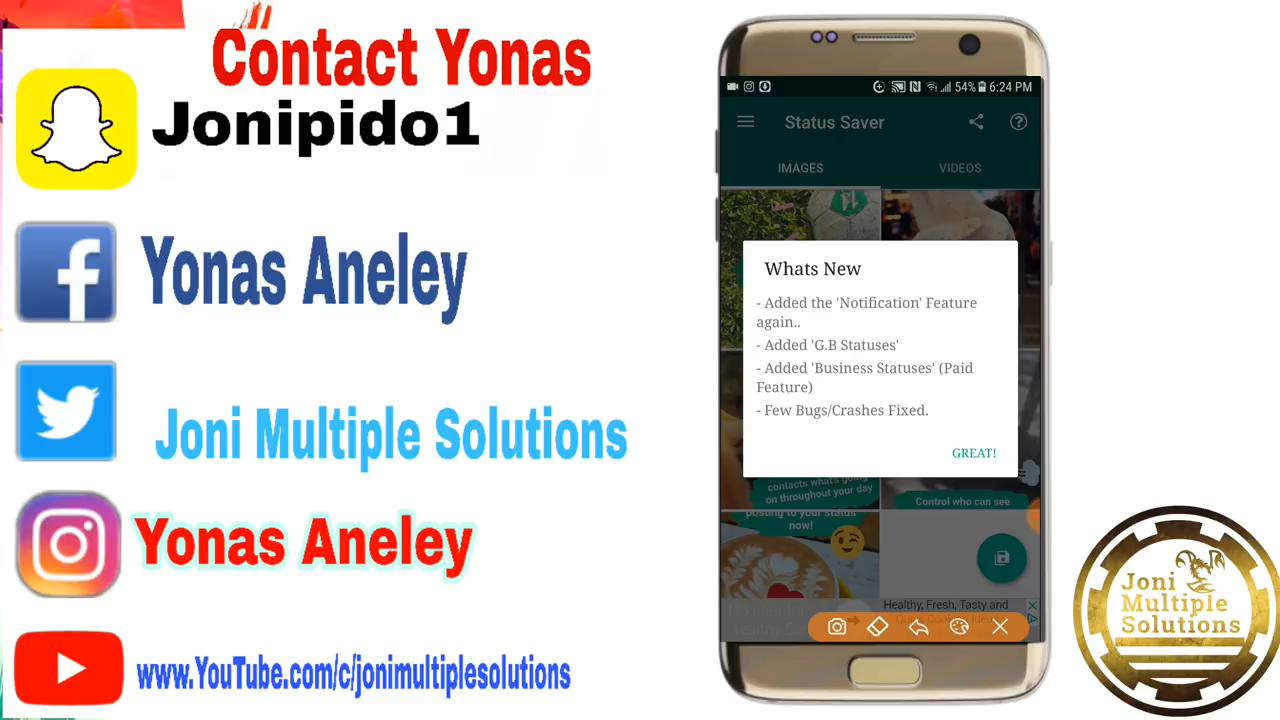 Contact Yonas
Jonipido1
Yonas Aneley
Joni Multiple Solutions
Yonas Aneley
www.YouTube.com/c/jonimultiplesolutions
54% 6:24 PM
Status Saver
IMAGES VIDEOS
Whats New
- Added the 'Notification' Feature
again..
- Added 'G.B Statuses'
- Added 'Business Statuses' (Paid
Feature)
- Few Bugs/Crashes Fixed.
GREAT!
contacts what's going
on throughout your day
Control who can see
posting to your status
now!
Healthy, Fresh, Tasty and
Joni
Multiple
Solutions